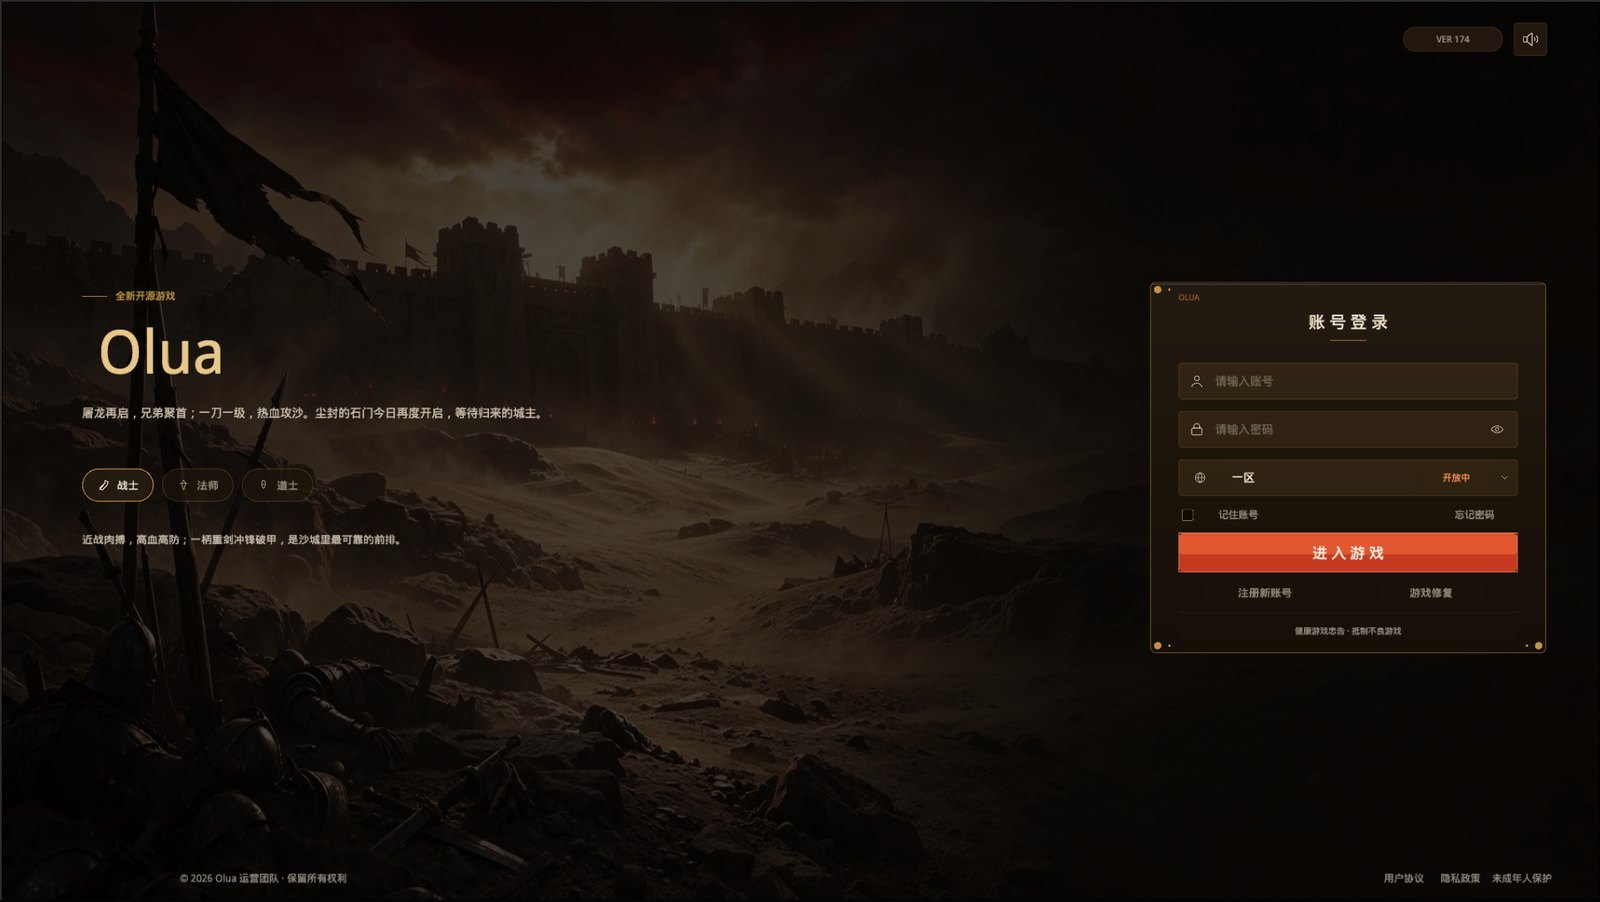 VER 174
全新开源游戏
Olua
屠龙再启，兄弟聚首；一刀一级，热血攻沙。尘封的石门今日再度开启，等待归来的城主。
战士 法师 道士
近战肉搏，高血高防；一柄重剑冲锋破甲，是沙城里最可靠的前排。
OLUA
账号登录
请输入账号
请输入密码
一区 开放中
记住账号 忘记密码
进入游戏
注册新账号 游戏修复
健康游戏忠告 · 抵制不良游戏
© 2026 Olua 运营团队 · 保留所有权利
用户协议 隐私政策 未成年人保护